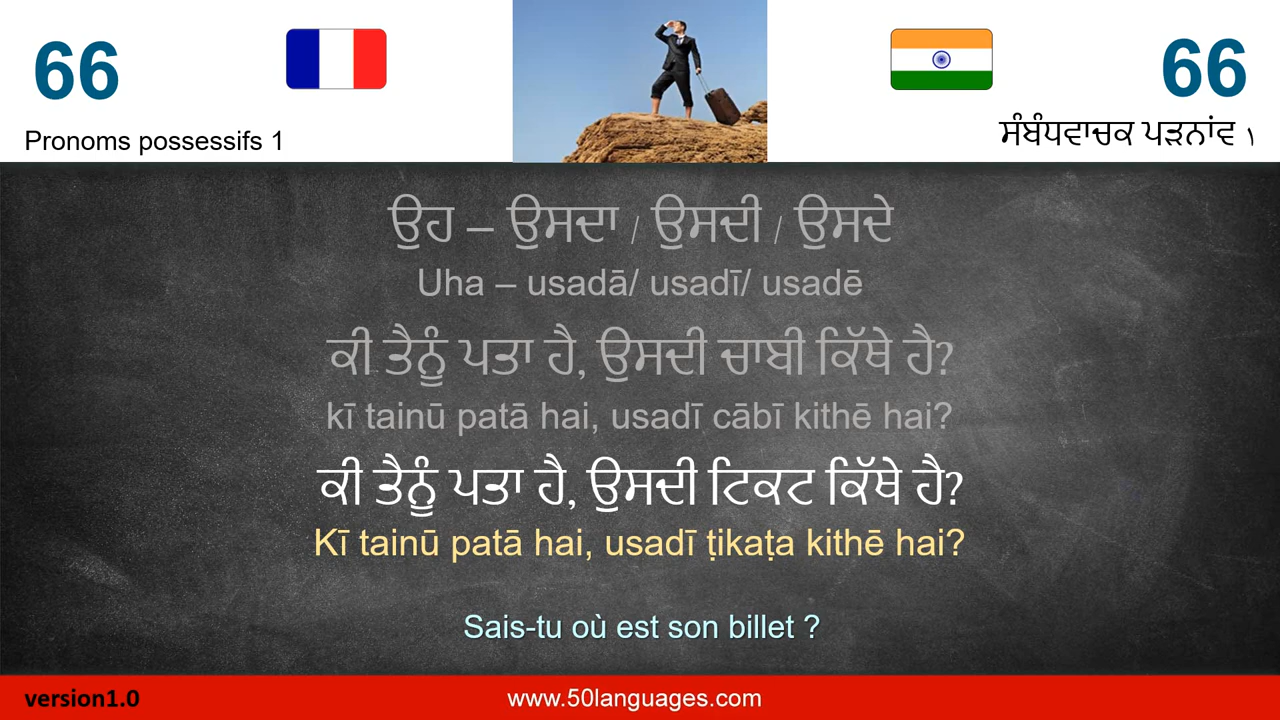 66
66
Pronoms possessifs 1
ਸੰਬੰਧਵਾਚਕ ਪੜਨਾਂਵ ੧
ਉਹ – ਉਸਦਾ / ਉਸਦੀ / ਉਸਦੇ
Uha – usadā/ usadī/ usadē
ਕੀ ਤੈਨੂੰ ਪਤਾ ਹੈ, ਉਸਦੀ ਚਾਬੀ ਕਿੱਥੇ ਹੈ?
kī tainū patā hai, usadī cābī kithē hai?
ਕੀ ਤੈਨੂੰ ਪਤਾ ਹੈ, ਉਸਦੀ ਟਿਕਟ ਕਿੱਥੇ ਹੈ?
Kī tainū patā hai, usadī ṭikaṭa kithē hai?
Sais-tu où est son billet ?
version1.0
www.50languages.com